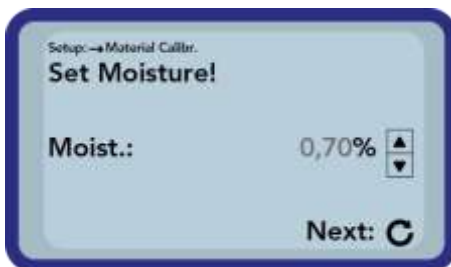 Setup:→Material Calibr.
Set Moisture!
Moist.: 0,70%
Next: